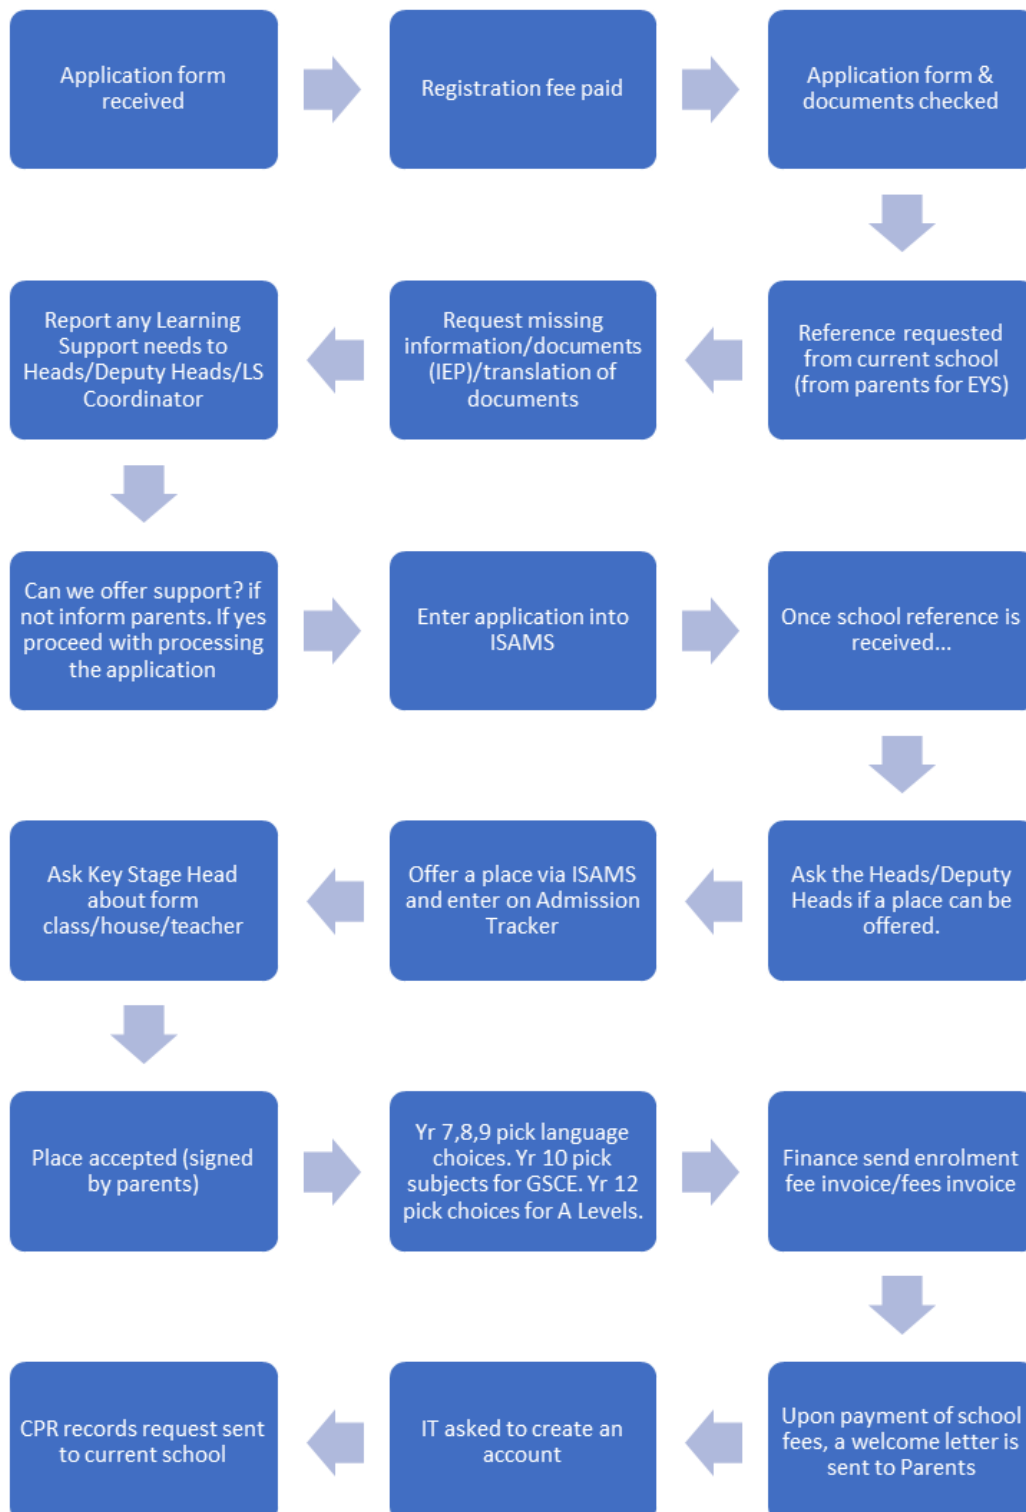 Application form
received
Registration fee paid
Application form &
documents checked
Reference requested
from current school
(from parents for EYS)
Request missing
information/documents
(IEP)/translation of
documents
Report any Learning
Support needs to
Heads/Deputy Heads/LS
Coordinator
Can we offer support? if
not inform parents. If yes
proceed with processing
the application
Enter application into
ISAMS
Once school reference is
received...
Ask the Heads/Deputy
Heads if a place can be
offered.
Offer a place via ISAMS
and enter on Admission
Tracker
Ask Key Stage Head
about form
class/house/teacher
Place accepted (signed
by parents)
Yr 7,8,9 pick language
choices. Yr 10 pick
subjects for GSCE. Yr 12
pick choices for A Levels.
Finance send enrolment
fee invoice/fees invoice
Upon payment of school
fees, a welcome letter is
sent to Parents
IT asked to create an
account
CPR records request sent
to current school